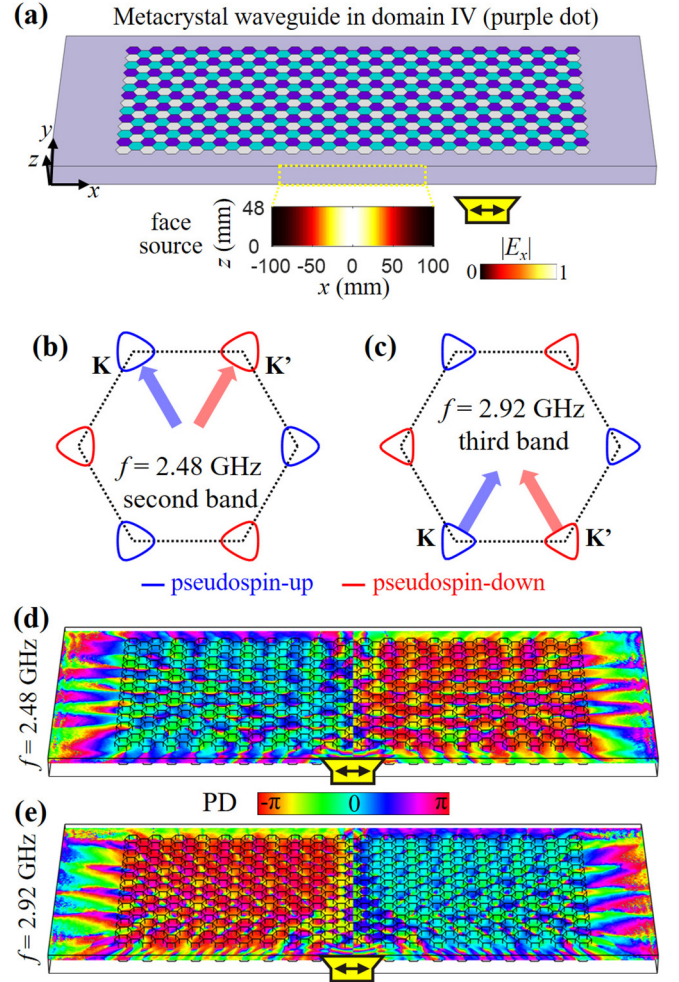 (a) Metacrystal waveguide in domain IV (purple dot)
y
z
x
face
source
z (mm)
48
0
-100 -50 0 50 100
x (mm)
|Eₓ|
0 1
(b)
K K'
f = 2.48 GHz
second band
(c)
f = 2.92 GHz
third band
K K'
pseudospin-up pseudospin-down
(d)
f = 2.48 GHz
PD -π 0 π
(e)
f = 2.92 GHz